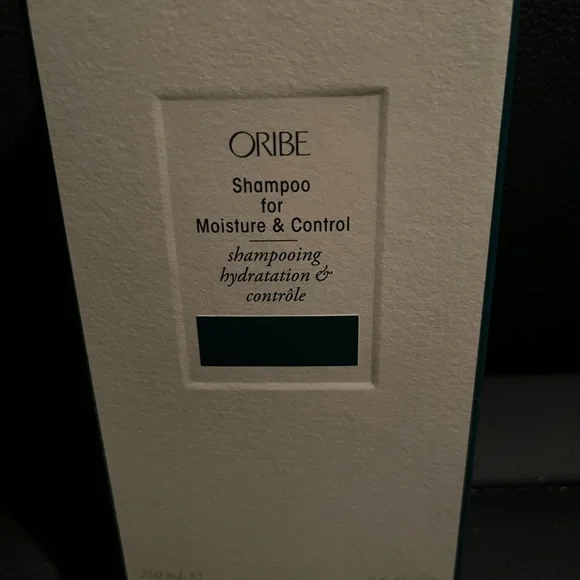 ORIBE
Shampoo
for
Moisture & Control
shampooing
hydratation &
contrôle